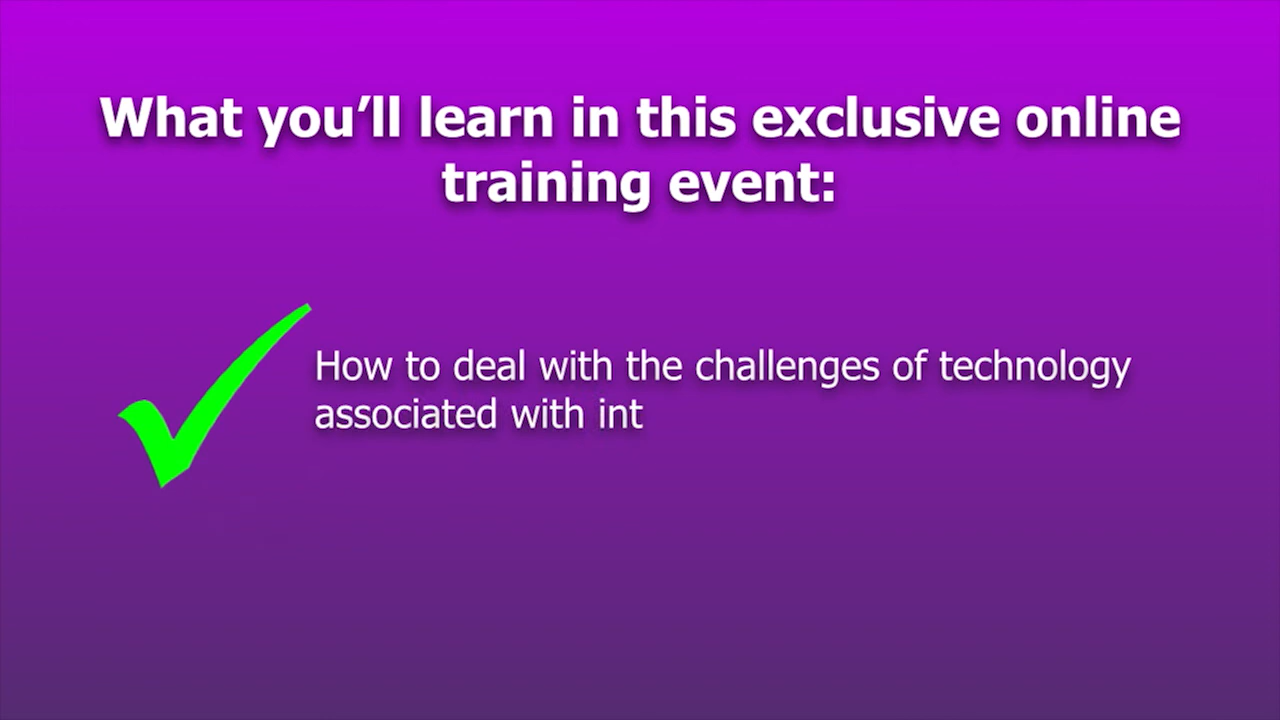 What you’ll learn in this exclusive online
training event:
How to deal with the challenges of technology
associated with int